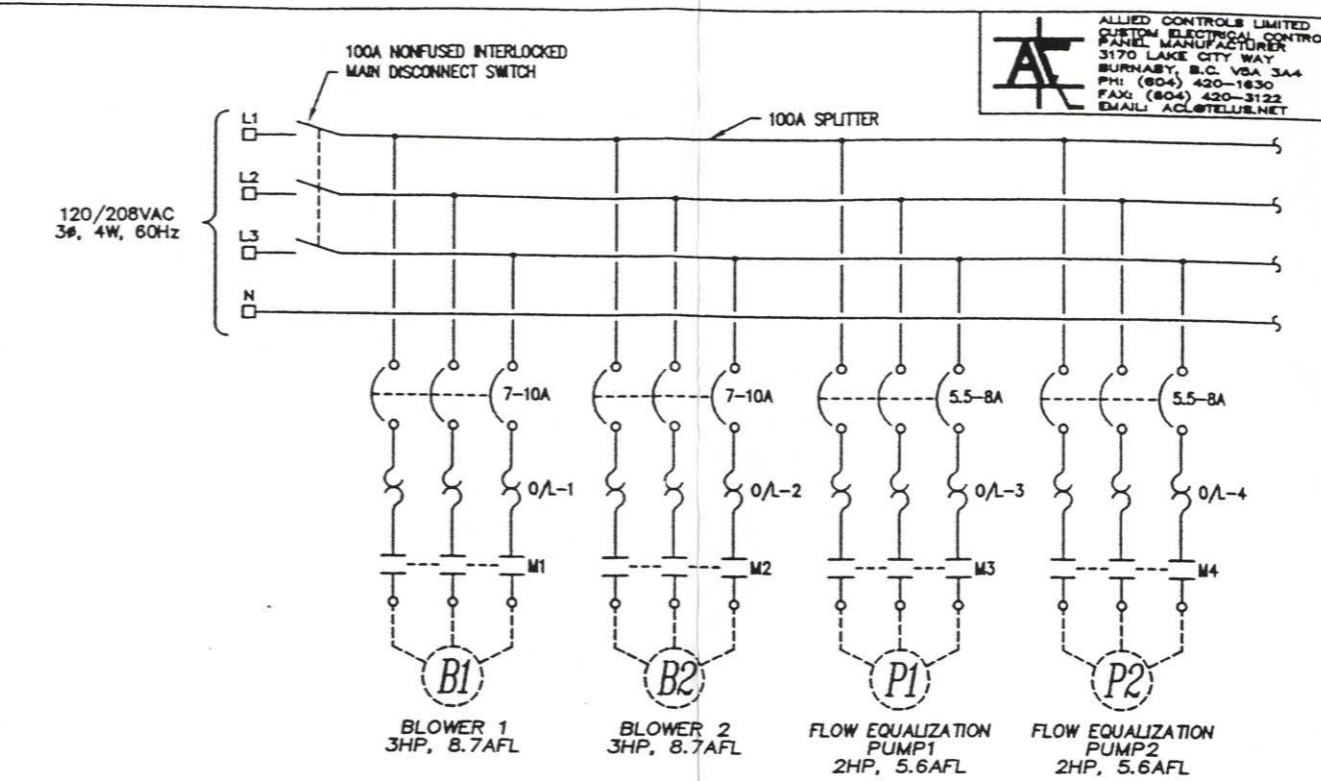 ALLIED CONTROLS LIMITED
CUSTOM ELECTRICAL CONTRO
PANEL MANUFACTURER
3170 LAKE CITY WAY
BURNABY, B.C. V5A 3A4
PH: (604) 420-1630
FAX: (604) 420-3122
EMAIL: ACL@TELUS.NET
100A NONFUSED INTERLOCKED
MAIN DISCONNECT SWITCH
100A SPLITTER
L1
L2
L3
N
120/208VAC
3ø, 4W, 60Hz
7-10A
7-10A
5.5-8A
5.5-8A
O/L-1
O/L-2
O/L-3
O/L-4
M1
M2
M3
M4
B1
B2
P1
P2
BLOWER 1
3HP, 8.7AFL
BLOWER 2
3HP, 8.7AFL
FLOW EQUALIZATION
PUMP1
2HP, 5.6AFL
FLOW EQUALIZATION
PUMP2
2HP, 5.6AFL